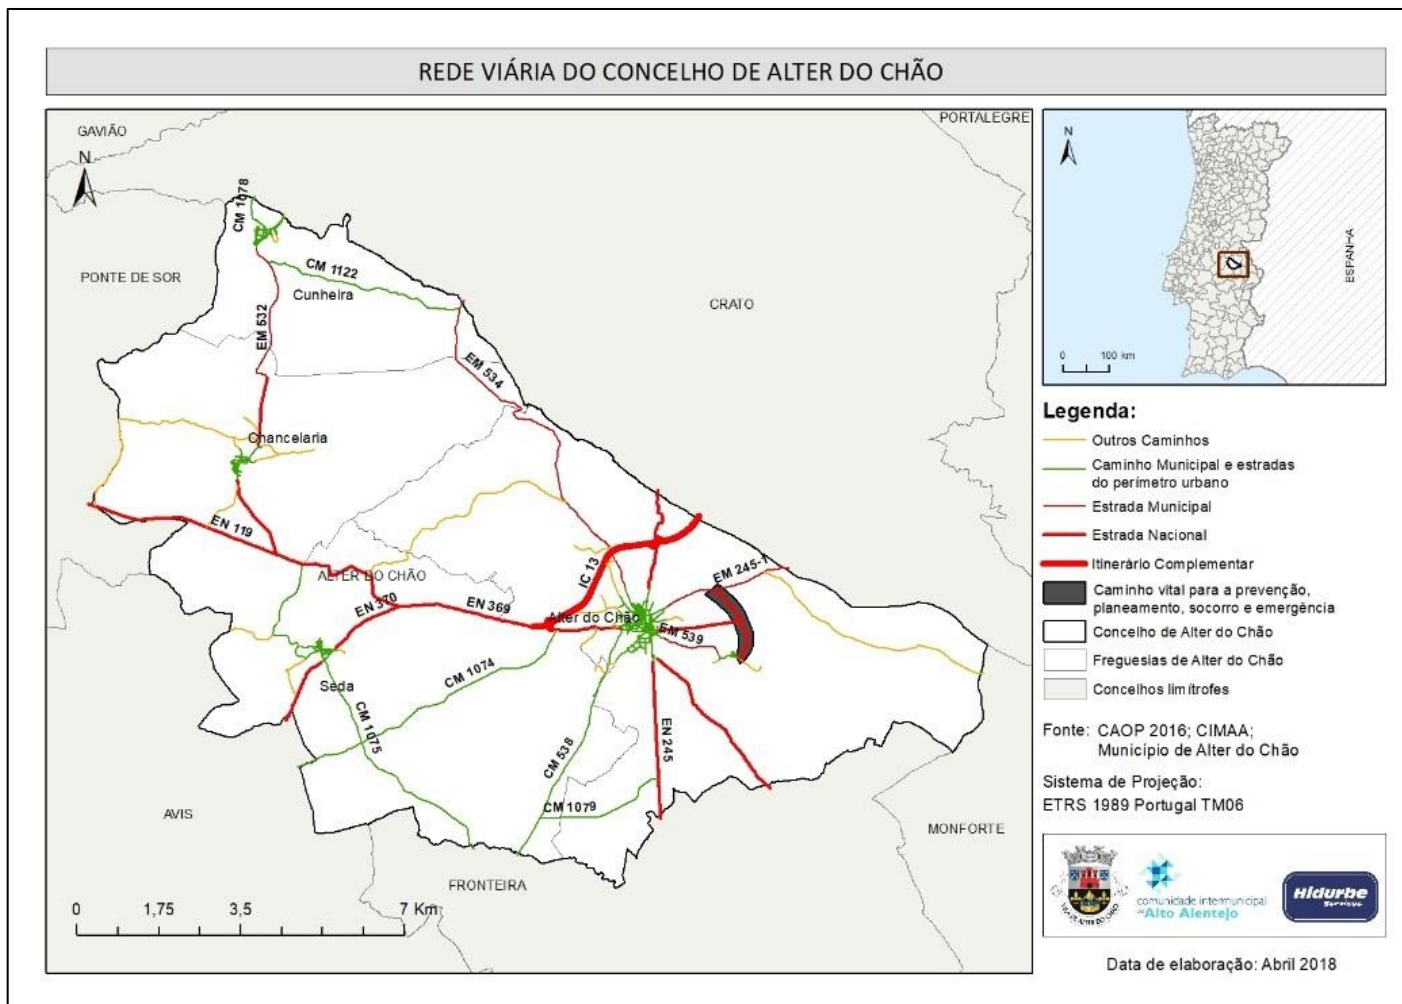 REDE VIÁRIA DO CONCELHO DE ALTER DO CHÃO
GAVIÃO
PORTALEGRE
N
CM 1078
PONTE DE SOR
CM 1122
Cunheira
CRATO
EM 532
EM 534
Chancelaria
EN 119
ALTER DO CHÃO
EN 370
EN 369
IC 13
Alter do Chão
EM 245-1
EM 539
Seda
CM 1074
CM 1075
CM 538
EN 245
CM 1079
AVIS
FRONTEIRA
MONFORTE
0 1,75 3,5 7 Km
N
ESPANHA
0 100 km
Legenda:
Outros Caminhos
Caminho Municipal e estradas
do perímetro urbano
Estrada Municipal
Estrada Nacional
Itinerário Complementar
Caminho vital para a prevenção,
planeamento, socorro e emergência
Concelho de Alter do Chão
Freguesias de Alter do Chão
Concelhos limítrofes
Fonte: CAOP 2016; CIMAA;
Município de Alter do Chão
Sistema de Projeção:
ETRS 1989 Portugal TM06
comunidade intermunicipal
do Alto Alentejo
Hidurbe
Serviços
Data de elaboração: Abril 2018